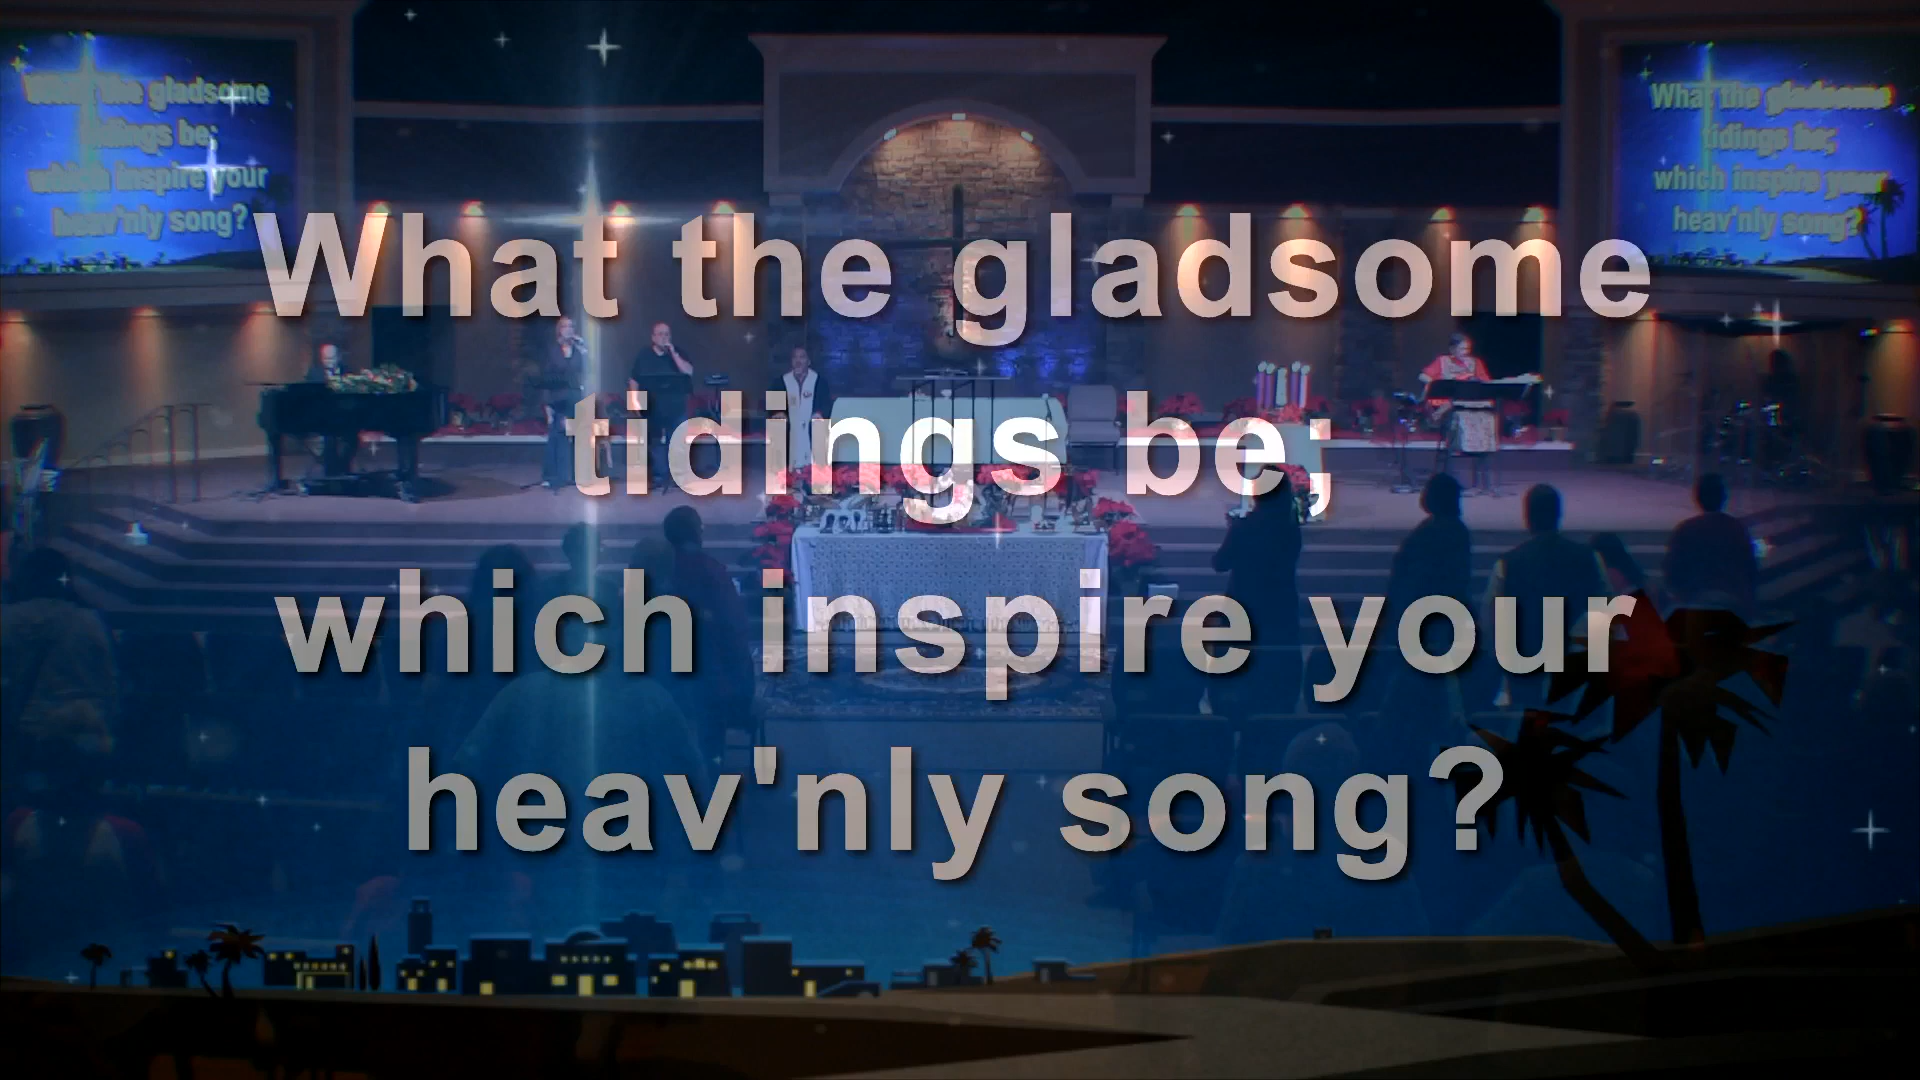 What the gladsome
tidings be;
which inspire your
heav'nly song?
What the gladsome
tidings be;
which inspire your
heav'nly song?
What the gladsome
tidings be;
which inspire your
heav'nly song?